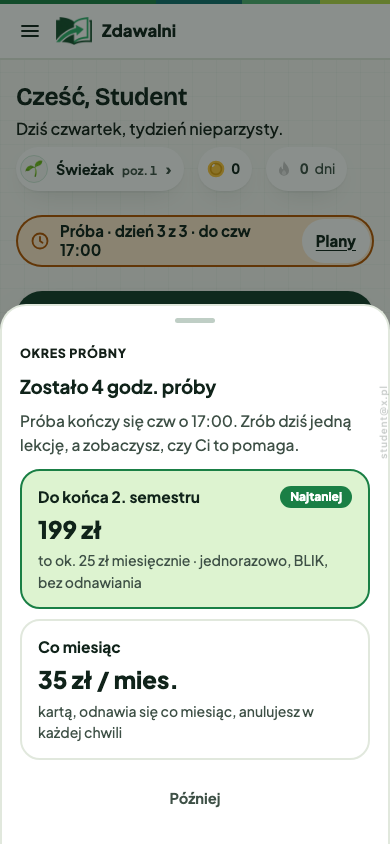 Zdawalni
Cześć, Student
Dziś czwartek, tydzień nieparzysty.
Świeżak poz. 1 ›
0
0 dni
Próba · dzień 3 z 3 · do czw
17:00
Plany
OKRES PRÓBNY
Zostało 4 godz. próby
Próba kończy się czw o 17:00. Zrób dziś jedną
lekcję, a zobaczysz, czy Ci to pomaga.
student@x.pl
Do końca 2. semestru
Najtaniej
199 zł
to ok. 25 zł miesięcznie · jednorazowo, BLIK,
bez odnawiania
Co miesiąc
35 zł / mies.
kartą, odnawia się co miesiąc, anulujesz w
każdej chwili
Później